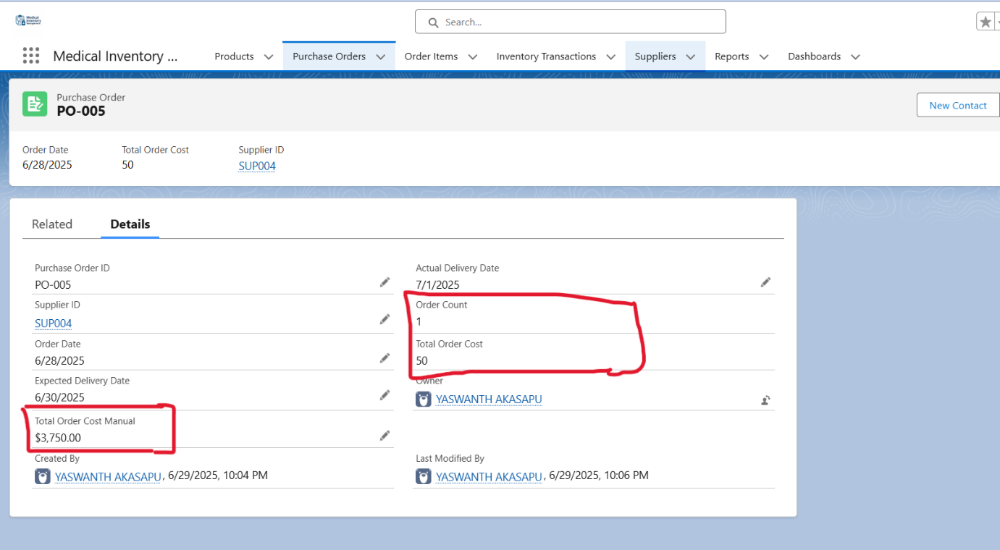 Medical
Inventory
Management
Search...
Medical Inventory ... Products Purchase Orders Order Items Inventory Transactions Suppliers Reports Dashboards
Purchase Order
PO-005
New Contact
Order Date Total Order Cost Supplier ID
6/28/2025 50 SUP004
Related Details
Purchase Order ID Actual Delivery Date
PO-005 7/1/2025
Supplier ID Order Count
SUP004 1
Order Date Total Order Cost
6/28/2025 50
Expected Delivery Date Owner
6/30/2025 YASWANTH AKASAPU
Total Order Cost Manual
$3,750.00
Created By Last Modified By
YASWANTH AKASAPU, 6/29/2025, 10:04 PM YASWANTH AKASAPU, 6/29/2025, 10:06 PM